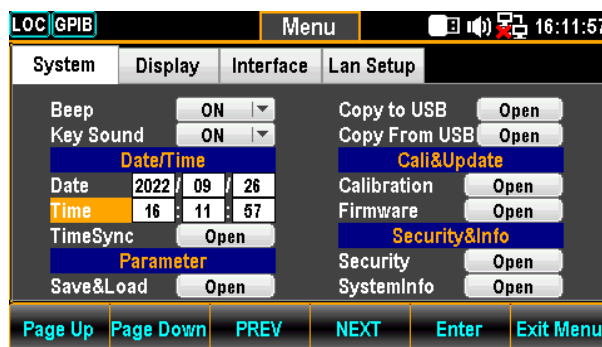 LOC GPIB Menu 16:11:57
System Display Interface Lan Setup
Beep ON Copy to USB Open
Key Sound ON Copy From USB Open
Date/Time Cali&Update
Date 2022 / 09 / 26 Calibration Open
Time 16 : 11 : 57 Firmware Open
TimeSync Open Security&Info
Parameter Security Open
Save&Load Open SystemInfo Open
Page Up Page Down PREV NEXT Enter Exit Menu